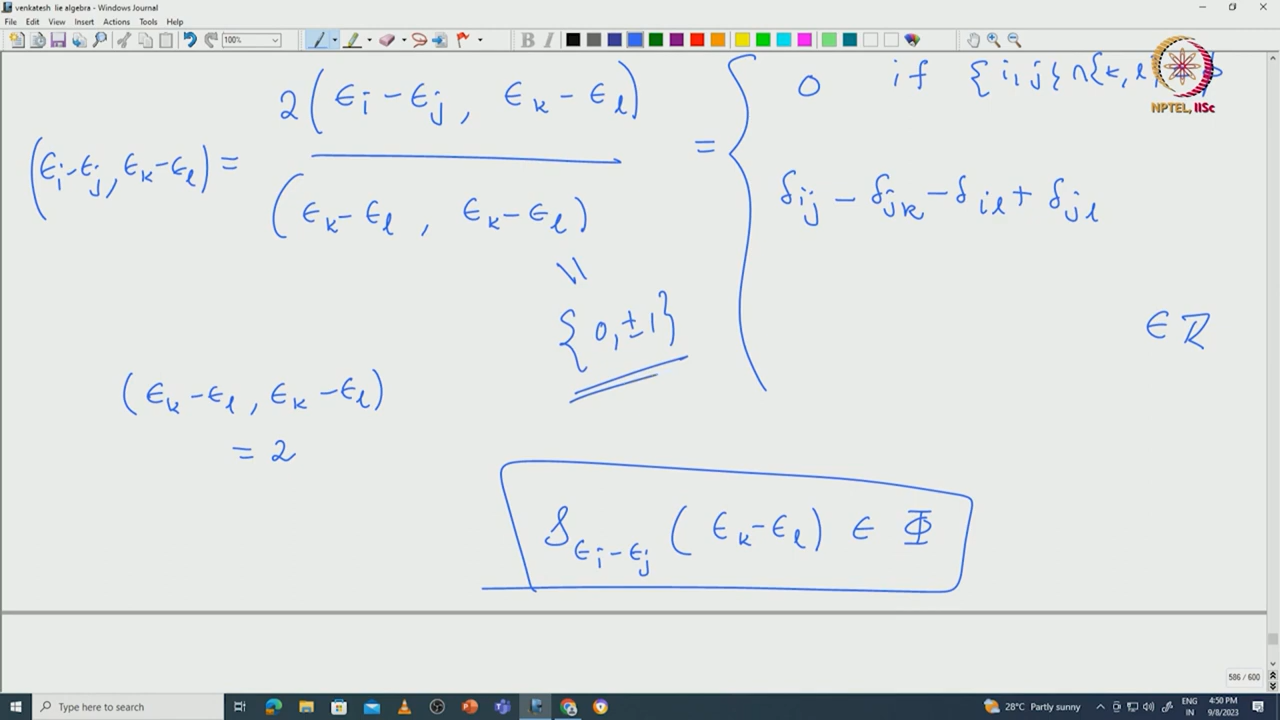 venkatesh lie algebra - Windows Journal
File Edit View Insert Actions Tools Help
100%
(ϵi-ϵj, ϵk-ϵl) = 2(ϵi-ϵj, ϵk-ϵl) / (ϵk-ϵl, ϵk-ϵl) = { 0 if {i,j}∩{k,l
δij - δjk - δil + δjl
{0, ±1}
∈ ℤ
(ϵk-ϵl, ϵk-ϵl)
= 2
Sϵi-ϵj (ϵk-ϵl) ∈ Φ
NPTEL, IISc
586 / 600
Type here to search
28°C Partly sunny
ENG
IN
4:50 PM
9/8/2023